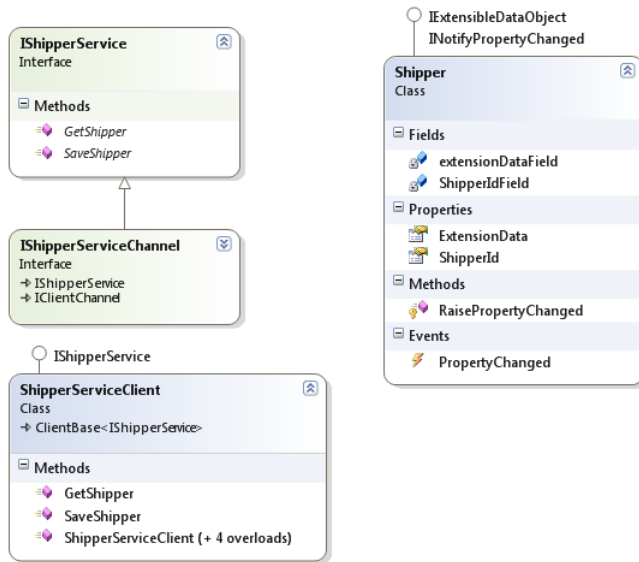 IShipperService
Interface
Methods
GetShipper
SaveShipper
IShipperServiceChannel
Interface
IShipperService
IClientChannel
IShipperService
ShipperServiceClient
Class
ClientBase<IShipperService>
Methods
GetShipper
SaveShipper
ShipperServiceClient (+ 4 overloads)
IExtensibleDataObject
INotifyPropertyChanged
Shipper
Class
Fields
extensionDataField
ShipperIdField
Properties
ExtensionData
ShipperId
Methods
RaisePropertyChanged
Events
PropertyChanged